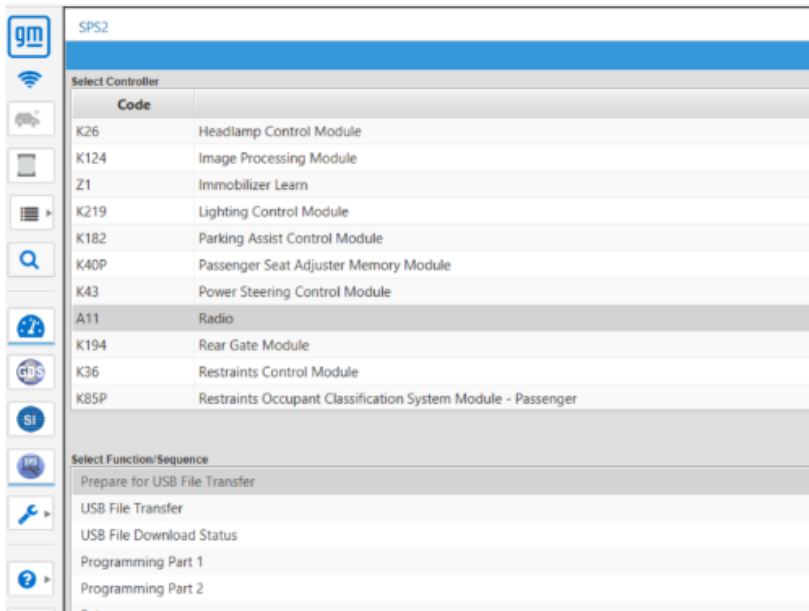 gm
SPS2
Select Controller
Code
K26 Headlamp Control Module
K124 Image Processing Module
Z1 Immobilizer Learn
K219 Lighting Control Module
K182 Parking Assist Control Module
K40P Passenger Seat Adjuster Memory Module
K43 Power Steering Control Module
A11 Radio
K194 Rear Gate Module
K36 Restraints Control Module
K85P Restraints Occupant Classification System Module - Passenger
GDS
Si
Select Function/Sequence
Prepare for USB File Transfer
USB File Transfer
USB File Download Status
Programming Part 1
Programming Part 2